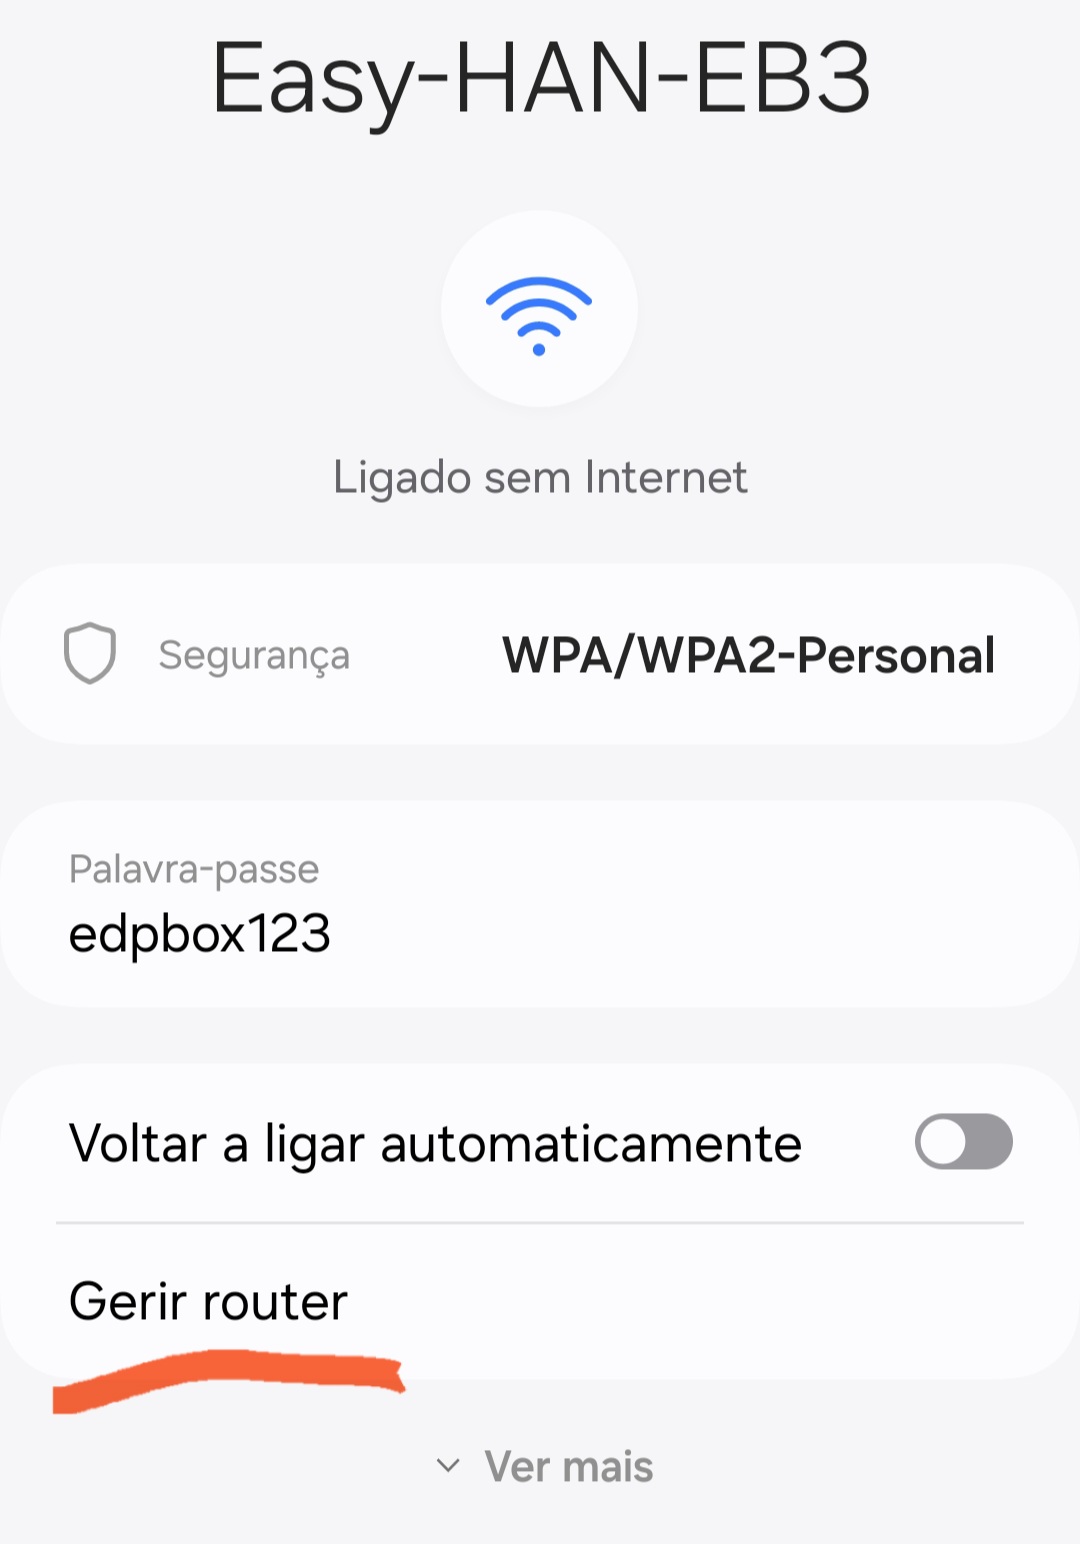 Easy-HAN-EB3
Ligado sem Internet
Segurança WPA/WPA2-Personal
Palavra-passe
edpbox123
Voltar a ligar automaticamente
Gerir router
Ver mais